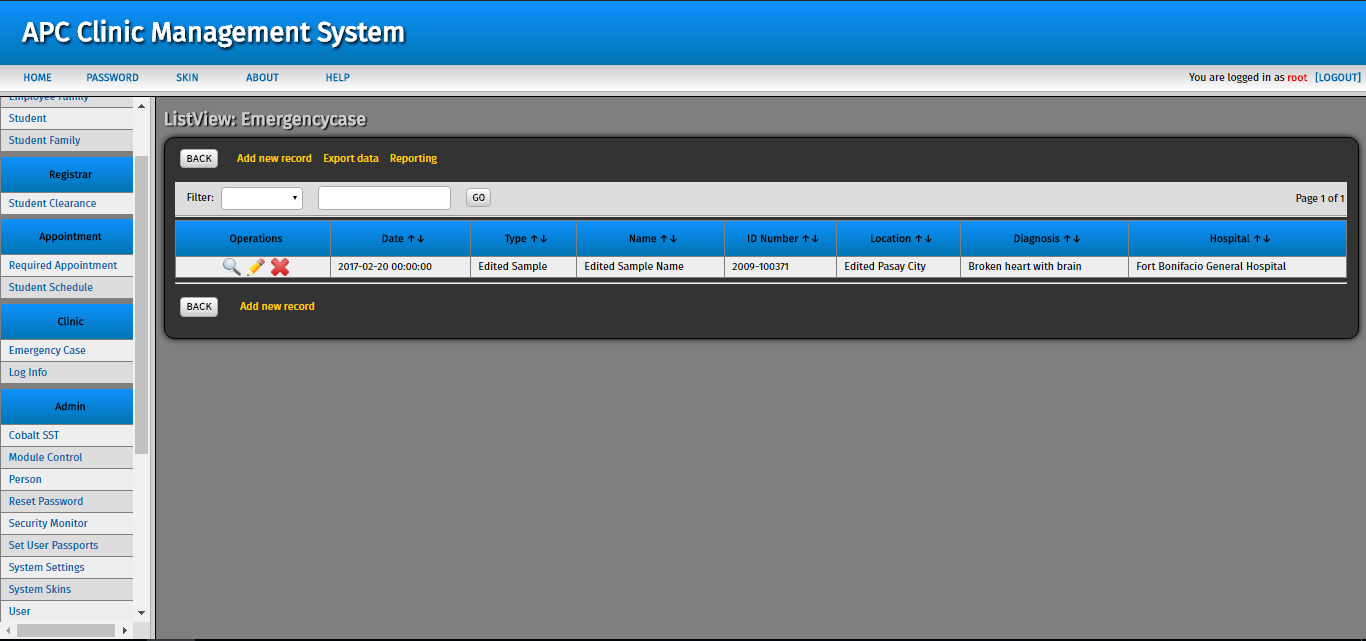 APC Clinic Management System
HOME PASSWORD SKIN ABOUT HELP You are logged in as root [LOGOUT]
Employee Family
Student
Student Family
Registrar
Student Clearance
Appointment
Required Appointment
Student Schedule
Clinic
Emergency Case
Log Info
Admin
Cobalt SST
Module Control
Person
Reset Password
Security Monitor
Set User Passports
System Settings
System Skins
User
ListView: Emergencycase
BACK Add new record Export data Reporting
Filter: GO Page 1 of 1
Operations Date ↑↓ Type ↑↓ Name ↑↓ ID Number ↑↓ Location ↑↓ Diagnosis ↑↓ Hospital ↑↓
2017-02-20 00:00:00 Edited Sample Edited Sample Name 2009-100371 Edited Pasay City Broken heart with brain Fort Bonifacio General Hospital
BACK Add new record